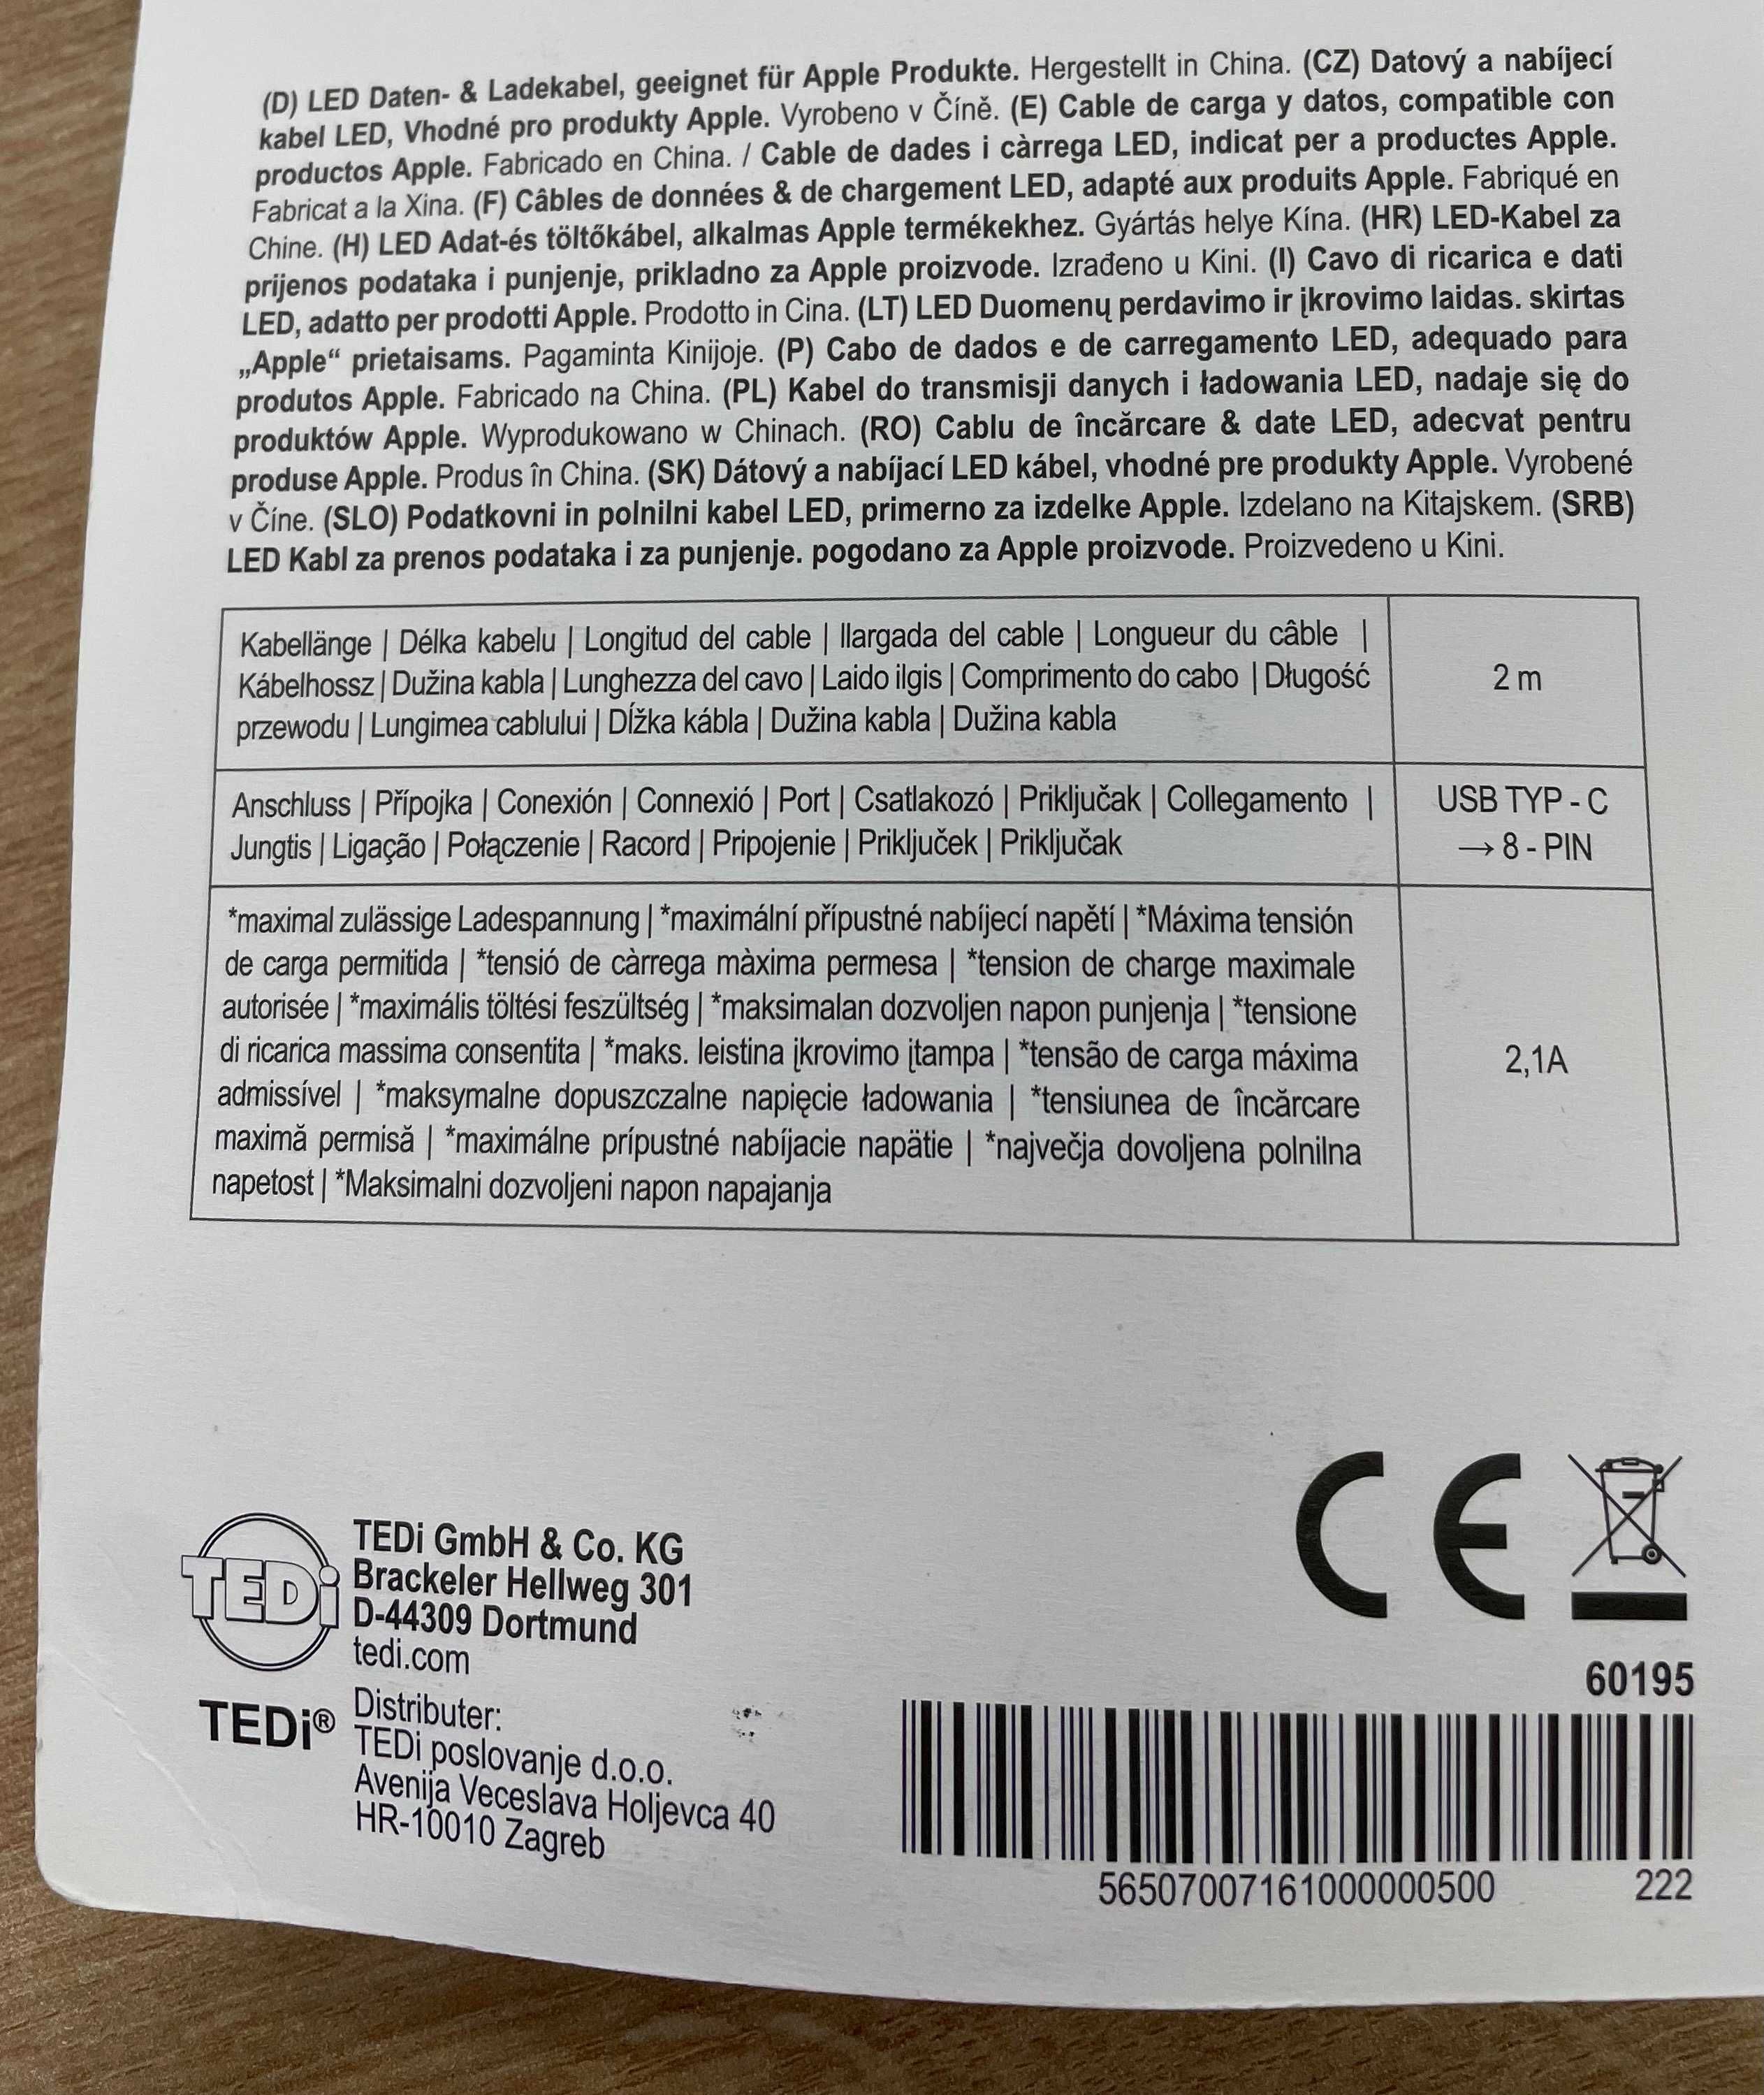 (D) LED Daten- & Ladekabel, geeignet für Apple Produkte. Hergestellt in China. (CZ) Datový a nabíjecí
kabel LED, Vhodné pro produkty Apple. Vyrobeno v Číně. (E) Cable de carga y datos, compatible con
productos Apple. Fabricado en China. / Cable de dades i càrrega LED, indicat per a productes Apple.
Fabricat a la Xina. (F) Câbles de données & de chargement LED, adapté aux produits Apple. Fabriqué en
Chine. (H) LED Adat-és töltőkábel, alkalmas Apple termékekhez. Gyártás helye Kína. (HR) LED-Kabel za
prijenos podataka i punjenje, prikladno za Apple proizvode. Izrađeno u Kini. (I) Cavo di ricarica e dati
LED, adatto per prodotti Apple. Prodotto in Cina. (LT) LED Duomenų perdavimo ir įkrovimo laidas. skirtas
„Apple“ prietaisams. Pagaminta Kinijoje. (P) Cabo de dados e de carregamento LED, adequado para
produtos Apple. Fabricado na China. (PL) Kabel do transmisji danych i ładowania LED, nadaje się do
produktów Apple. Wyprodukowano w Chinach. (RO) Cablu de încărcare & date LED, adecvat pentru
produse Apple. Produs în China. (SK) Dátový a nabíjací LED kábel, vhodné pre produkty Apple. Vyrobené
v Číne. (SLO) Podatkovni in polnilni kabel LED, primerno za izdelke Apple. Izdelano na Kitajskem. (SRB)
LED Kabl za prenos podataka i za punjenje. pogodano za Apple proizvode. Proizvedeno u Kini.
Kabellänge | Délka kabelu | Longitud del cable | llargada del cable | Longueur du câble |
Kábelhossz | Dužina kabla | Lunghezza del cavo | Laido ilgis | Comprimento do cabo | Długość
przewodu | Lungimea cablului | Dĺžka kábla | Dužina kabla | Dužina kabla
2 m
Anschluss | Přípojka | Conexión | Connexió | Port | Csatlakozó | Priključak | Collegamento |
Jungtis | Ligação | Połączenie | Racord | Pripojenie | Priključek | Priključak
USB TYP - C
→ 8 - PIN
*maximal zulässige Ladespannung | *maximální přípustné nabíjecí napětí | *Máxima tensión
de carga permitida | *tensió de càrrega màxima permesa | *tension de charge maximale
autorisée | *maximális töltési feszültség | *maksimalan dozvoljen napon punjenja | *tensione
di ricarica massima consentita | *maks. leistina įkrovimo įtampa | *tensão de carga máxima
admissível | *maksymalne dopuszczalne napięcie ładowania | *tensiunea de încărcare
maximă permisă | *maximálne prípustné nabíjacie napätie | *največja dovoljena polnilna
napetost | *Maksimalni dozvoljeni napon napajanja
2,1A
CE
TEDi
TEDi GmbH & Co. KG
Brackeler Hellweg 301
D-44309 Dortmund
tedi.com
TEDi®
Distributer:
TEDi poslovanje d.o.o.
Avenija Veceslava Holjevca 40
HR-10010 Zagreb
60195
56507007161000000500 222